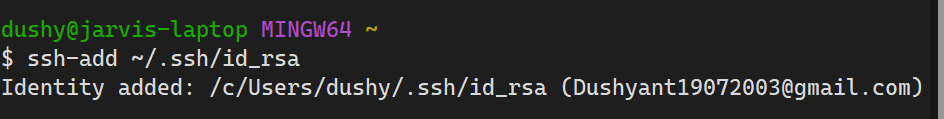 dushy@jarvis-laptop MINGW64 ~
$ ssh-add ~/.ssh/id_rsa
Identity added: /c/Users/dushy/.ssh/id_rsa (Dushyant19072003@gmail.com)